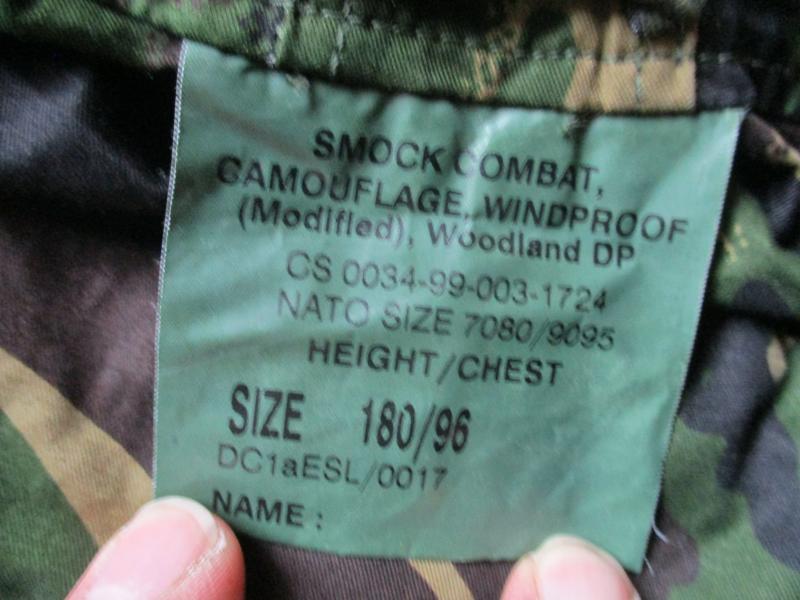 SMOCK COMBAT,
CAMOUFLAGE, WINDPROOF
(Modified), Woodland DP
CS 0034-99-003-1724
NATO SIZE 7080/9095
HEIGHT/CHEST
SIZE 180/96
DC1aESL/0017
NAME :